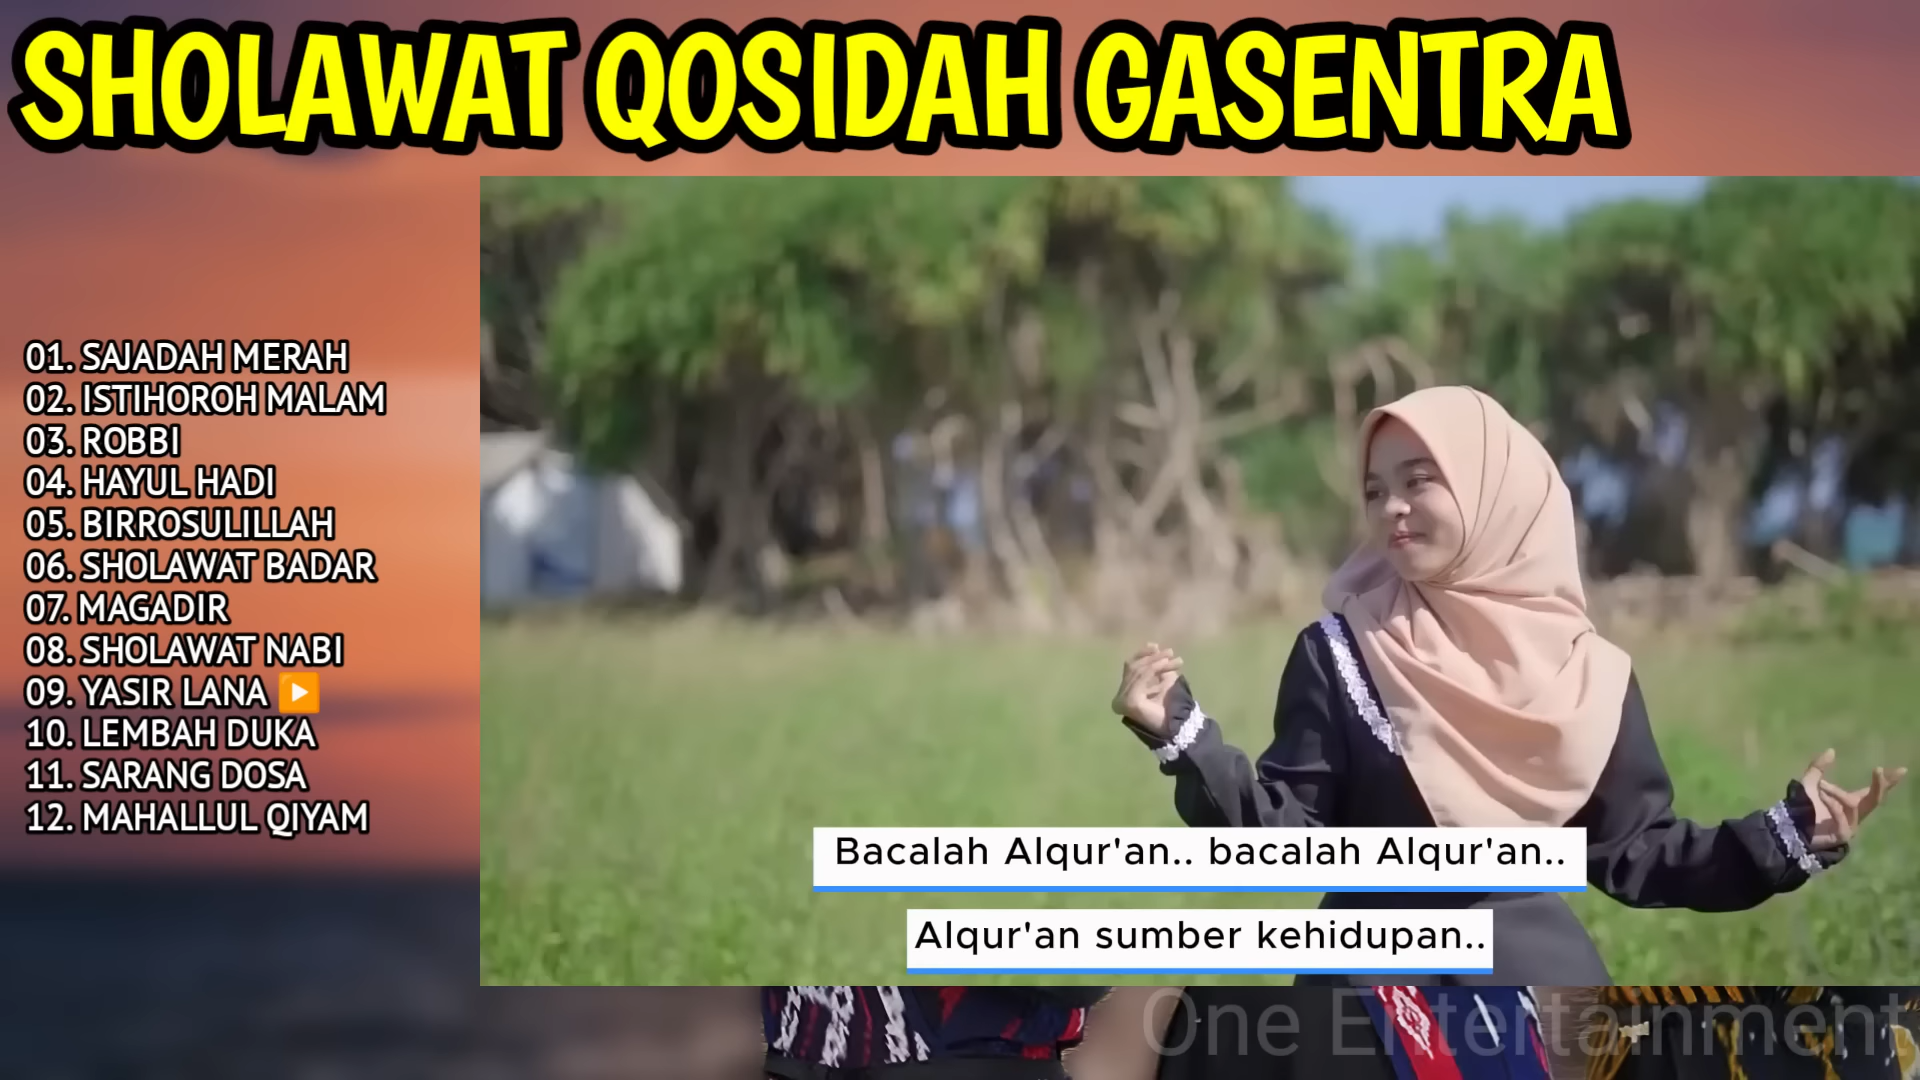 SHOLAWAT QOSIDAH GASENTRA
01. SAJADAH MERAH
02. ISTIHOROH MALAM
03. ROBBI
04. HAYUL HADI
05. BIRROSULILLAH
06. SHOLAWAT BADAR
07. MAGADIR
08. SHOLAWAT NABI
09. YASIR LANA ▶️
10. LEMBAH DUKA
11. SARANG DOSA
12. MAHALLUL QIYAM
Bacalah Alqur'an.. bacalah Alqur'an..
Alqur'an sumber kehidupan..
One Entertainment